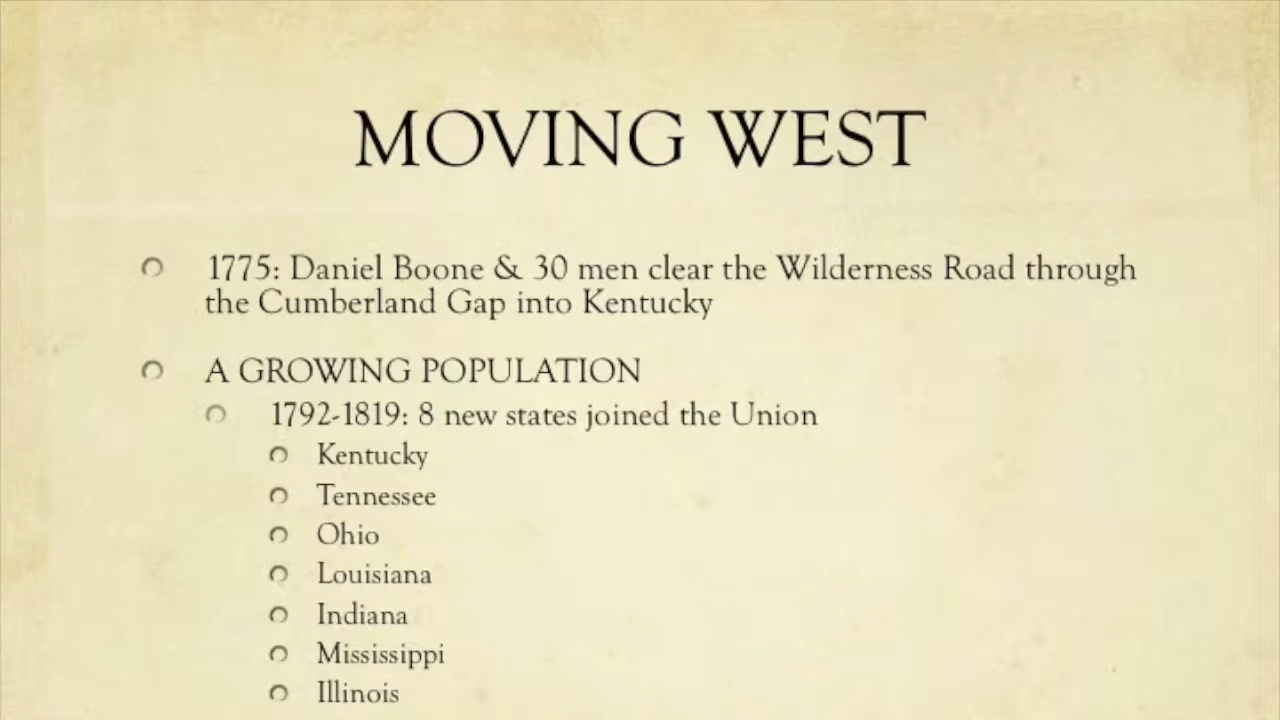 MOVING WEST
1775: Daniel Boone & 30 men clear the Wilderness Road through
the Cumberland Gap into Kentucky
A GROWING POPULATION
1792-1819: 8 new states joined the Union
Kentucky
Tennessee
Ohio
Louisiana
Indiana
Mississippi
Illinois